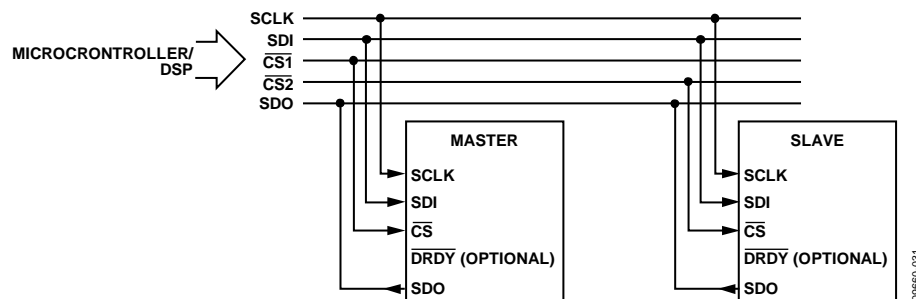 SCLK
SDI
MICROCRONTROLLER/
DSP
CS1
CS2
SDO
MASTER
SCLK
SDI
CS
DRDY (OPTIONAL)
SDO
SLAVE
SCLK
SDI
CS
DRDY (OPTIONAL)
SDO